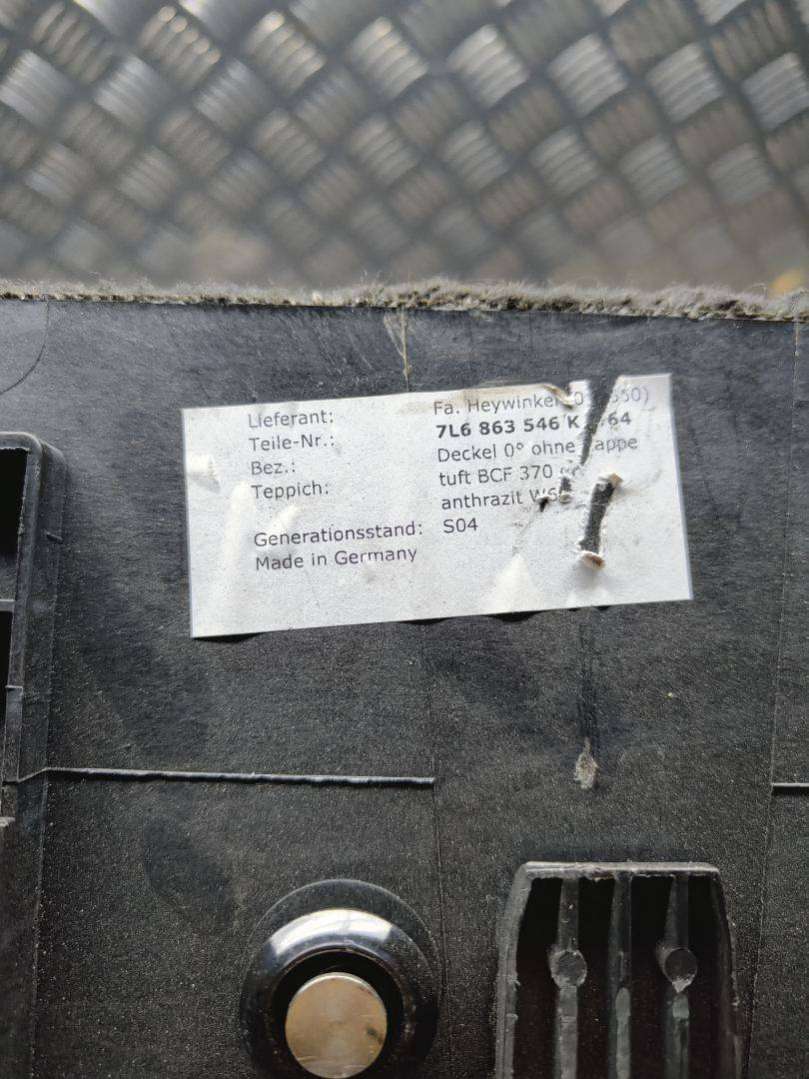 Lieferant: Fa. Heywinkel
Teile-Nr.: 7L6 863 546 K
Bez.: Deckel 0° ohne
Teppich: tuft BCF 370
anthrazit
Generationsstand: S04
Made in Germany